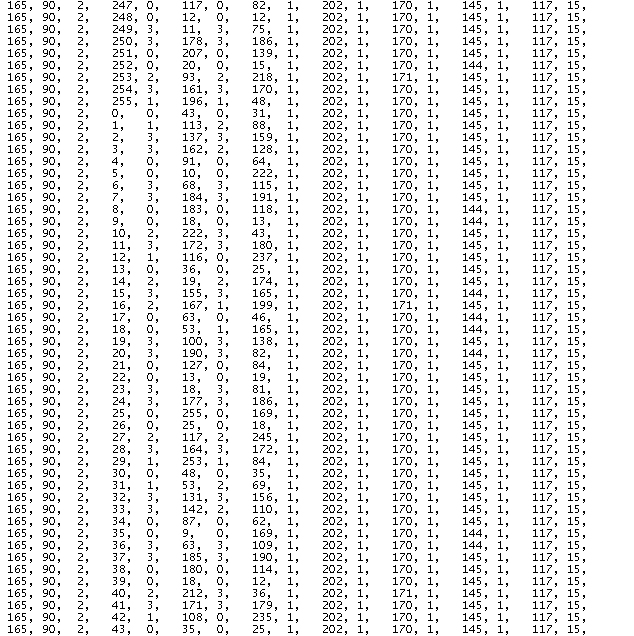 165, 90, 2, 247, 0, 117, 0, 82, 1, 202, 1, 170, 1, 145, 1, 117, 15,
165, 90, 2, 248, 0, 12, 0, 12, 1, 202, 1, 170, 1, 145, 1, 117, 15,
165, 90, 2, 249, 3, 11, 3, 75, 1, 202, 1, 170, 1, 145, 1, 117, 15,
165, 90, 2, 250, 3, 178, 3, 186, 1, 202, 1, 170, 1, 145, 1, 117, 15,
165, 90, 2, 251, 0, 207, 0, 139, 1, 202, 1, 170, 1, 145, 1, 117, 15,
165, 90, 2, 252, 0, 20, 0, 15, 1, 202, 1, 170, 1, 144, 1, 117, 15,
165, 90, 2, 253, 2, 93, 2, 218, 1, 202, 1, 171, 1, 145, 1, 117, 15,
165, 90, 2, 254, 3, 161, 3, 170, 1, 202, 1, 170, 1, 145, 1, 117, 15,
165, 90, 2, 255, 1, 196, 1, 48, 1, 202, 1, 170, 1, 145, 1, 117, 15,
165, 90, 2, 0, 0, 43, 0, 31, 1, 202, 1, 170, 1, 145, 1, 117, 15,
165, 90, 2, 1, 1, 113, 2, 88, 1, 202, 1, 170, 1, 145, 1, 117, 15,
165, 90, 2, 2, 3, 137, 3, 159, 1, 202, 1, 170, 1, 145, 1, 117, 15,
165, 90, 2, 3, 3, 162, 2, 128, 1, 202, 1, 170, 1, 145, 1, 117, 15,
165, 90, 2, 4, 0, 91, 0, 64, 1, 202, 1, 170, 1, 145, 1, 117, 15,
165, 90, 2, 5, 0, 10, 0, 222, 1, 202, 1, 170, 1, 145, 1, 117, 15,
165, 90, 2, 6, 3, 68, 3, 115, 1, 202, 1, 170, 1, 145, 1, 117, 15,
165, 90, 2, 7, 3, 184, 3, 191, 1, 202, 1, 170, 1, 145, 1, 117, 15,
165, 90, 2, 8, 0, 183, 0, 118, 1, 202, 1, 170, 1, 144, 1, 117, 15,
165, 90, 2, 9, 0, 18, 0, 13, 1, 202, 1, 170, 1, 144, 1, 117, 15,
165, 90, 2, 10, 2, 222, 3, 43, 1, 202, 1, 170, 1, 145, 1, 117, 15,
165, 90, 2, 11, 3, 172, 3, 180, 1, 202, 1, 170, 1, 145, 1, 117, 15,
165, 90, 2, 12, 1, 116, 0, 237, 1, 202, 1, 170, 1, 145, 1, 117, 15,
165, 90, 2, 13, 0, 36, 0, 25, 1, 202, 1, 170, 1, 145, 1, 117, 15,
165, 90, 2, 14, 2, 19, 2, 174, 1, 202, 1, 170, 1, 145, 1, 117, 15,
165, 90, 2, 15, 3, 155, 3, 165, 1, 202, 1, 170, 1, 144, 1, 117, 15,
165, 90, 2, 16, 2, 167, 1, 199, 1, 202, 1, 171, 1, 145, 1, 117, 15,
165, 90, 2, 17, 0, 63, 0, 46, 1, 202, 1, 170, 1, 144, 1, 117, 15,
165, 90, 2, 18, 0, 53, 1, 165, 1, 202, 1, 170, 1, 144, 1, 117, 15,
165, 90, 2, 19, 3, 100, 3, 138, 1, 202, 1, 170, 1, 145, 1, 117, 15,
165, 90, 2, 20, 3, 190, 3, 82, 1, 202, 1, 170, 1, 145, 1, 117, 15,
165, 90, 2, 21, 0, 127, 0, 84, 1, 202, 1, 170, 1, 145, 1, 117, 15,
165, 90, 2, 22, 0, 13, 0, 19, 1, 202, 1, 170, 1, 145, 1, 117, 15,
165, 90, 2, 23, 3, 18, 3, 81, 1, 202, 1, 170, 1, 145, 1, 117, 15,
165, 90, 2, 24, 3, 177, 3, 186, 1, 202, 1, 170, 1, 144, 1, 117, 15,
165, 90, 2, 25, 0, 255, 0, 169, 1, 202, 1, 170, 1, 145, 1, 117, 15,
165, 90, 2, 26, 0, 25, 0, 18, 1, 202, 1, 170, 1, 145, 1, 117, 15,
165, 90, 2, 27, 2, 117, 2, 245, 1, 202, 1, 170, 1, 145, 1, 117, 15,
165, 90, 2, 28, 3, 164, 3, 172, 1, 202, 1, 170, 1, 145, 1, 117, 15,
165, 90, 2, 29, 1, 253, 1, 84, 1, 202, 1, 170, 1, 144, 1, 117, 15,
165, 90, 2, 30, 0, 48, 0, 35, 1, 202, 1, 170, 1, 145, 1, 117, 15,
165, 90, 2, 31, 1, 53, 2, 69, 1, 202, 1, 170, 1, 145, 1, 117, 15,
165, 90, 2, 32, 3, 131, 3, 156, 1, 202, 1, 170, 1, 145, 1, 117, 15,
165, 90, 2, 33, 3, 142, 2, 110, 1, 202, 1, 170, 1, 145, 1, 117, 15,
165, 90, 2, 34, 0, 87, 0, 62, 1, 202, 1, 170, 1, 145, 1, 117, 15,
165, 90, 2, 35, 0, 9, 0, 169, 1, 202, 1, 170, 1, 144, 1, 117, 15,
165, 90, 2, 36, 3, 63, 3, 109, 1, 202, 1, 170, 1, 144, 1, 117, 15,
165, 90, 2, 37, 3, 185, 3, 190, 1, 202, 1, 170, 1, 145, 1, 117, 15,
165, 90, 2, 38, 0, 180, 0, 114, 1, 202, 1, 170, 1, 145, 1, 117, 15,
165, 90, 2, 39, 0, 18, 0, 12, 1, 202, 1, 170, 1, 145, 1, 117, 15,
165, 90, 2, 40, 2, 212, 3, 36, 1, 202, 1, 171, 1, 145, 1, 117, 15,
165, 90, 2, 41, 3, 171, 3, 179, 1, 202, 1, 170, 1, 145, 1, 117, 15,
165, 90, 2, 42, 1, 108, 0, 235, 1, 202, 1, 170, 1, 145, 1, 117, 15,
165, 90, 2, 43, 0, 35, 0, 25, 1, 202, 1, 170, 1, 145, 1, 117, 15,